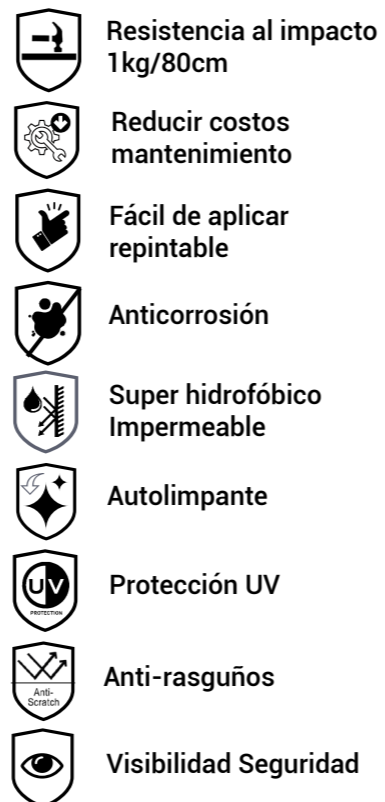 Resistencia al impacto
1kg/80cm
Reducir costos
mantenimiento
Fácil de aplicar
repintable
Anticorrosión
Super hidrofóbico
Impermeable
Autolimpante
UV
PROTECTION
Protección UV
Anti-
Scratch
Anti-rasguños
Visibilidad Seguridad